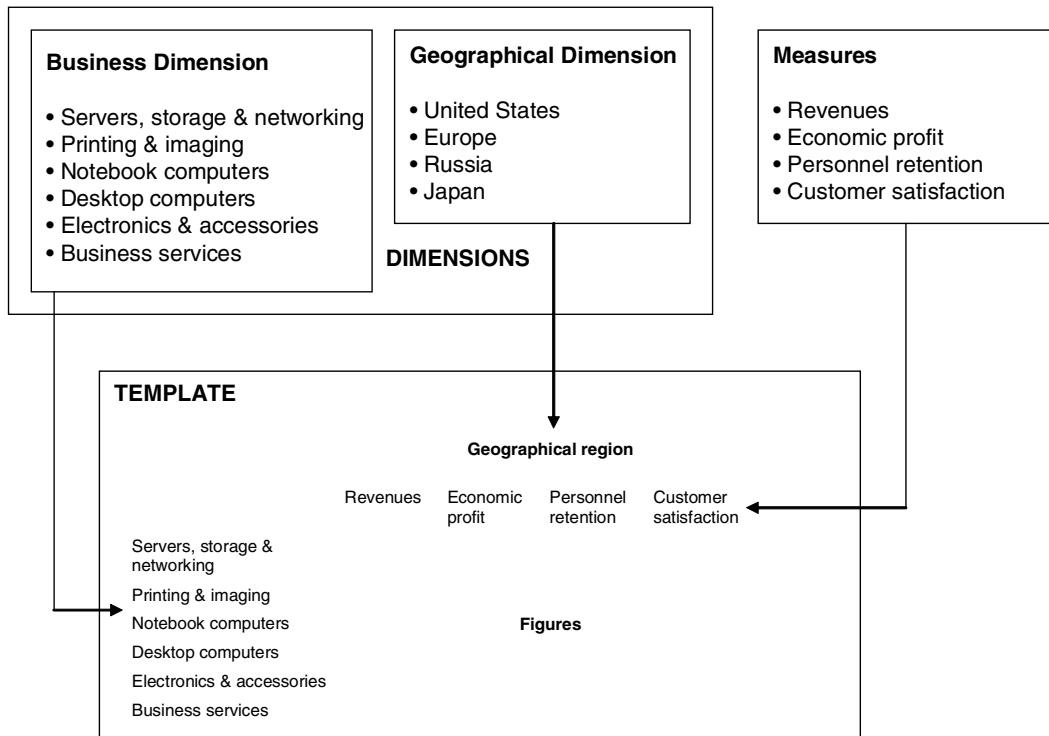 Business Dimension
• Servers, storage & networking
• Printing & imaging
• Notebook computers
• Desktop computers
• Electronics & accessories
• Business services
Geographical Dimension
• United States
• Europe
• Russia
• Japan
DIMENSIONS
Measures
• Revenues
• Economic profit
• Personnel retention
• Customer satisfaction
TEMPLATE
Geographical region
Revenues
Economic
profit
Personnel
retention
Customer
satisfaction
Servers, storage &
networking
Printing & imaging
Notebook computers
Desktop computers
Electronics & accessories
Business services
Figures